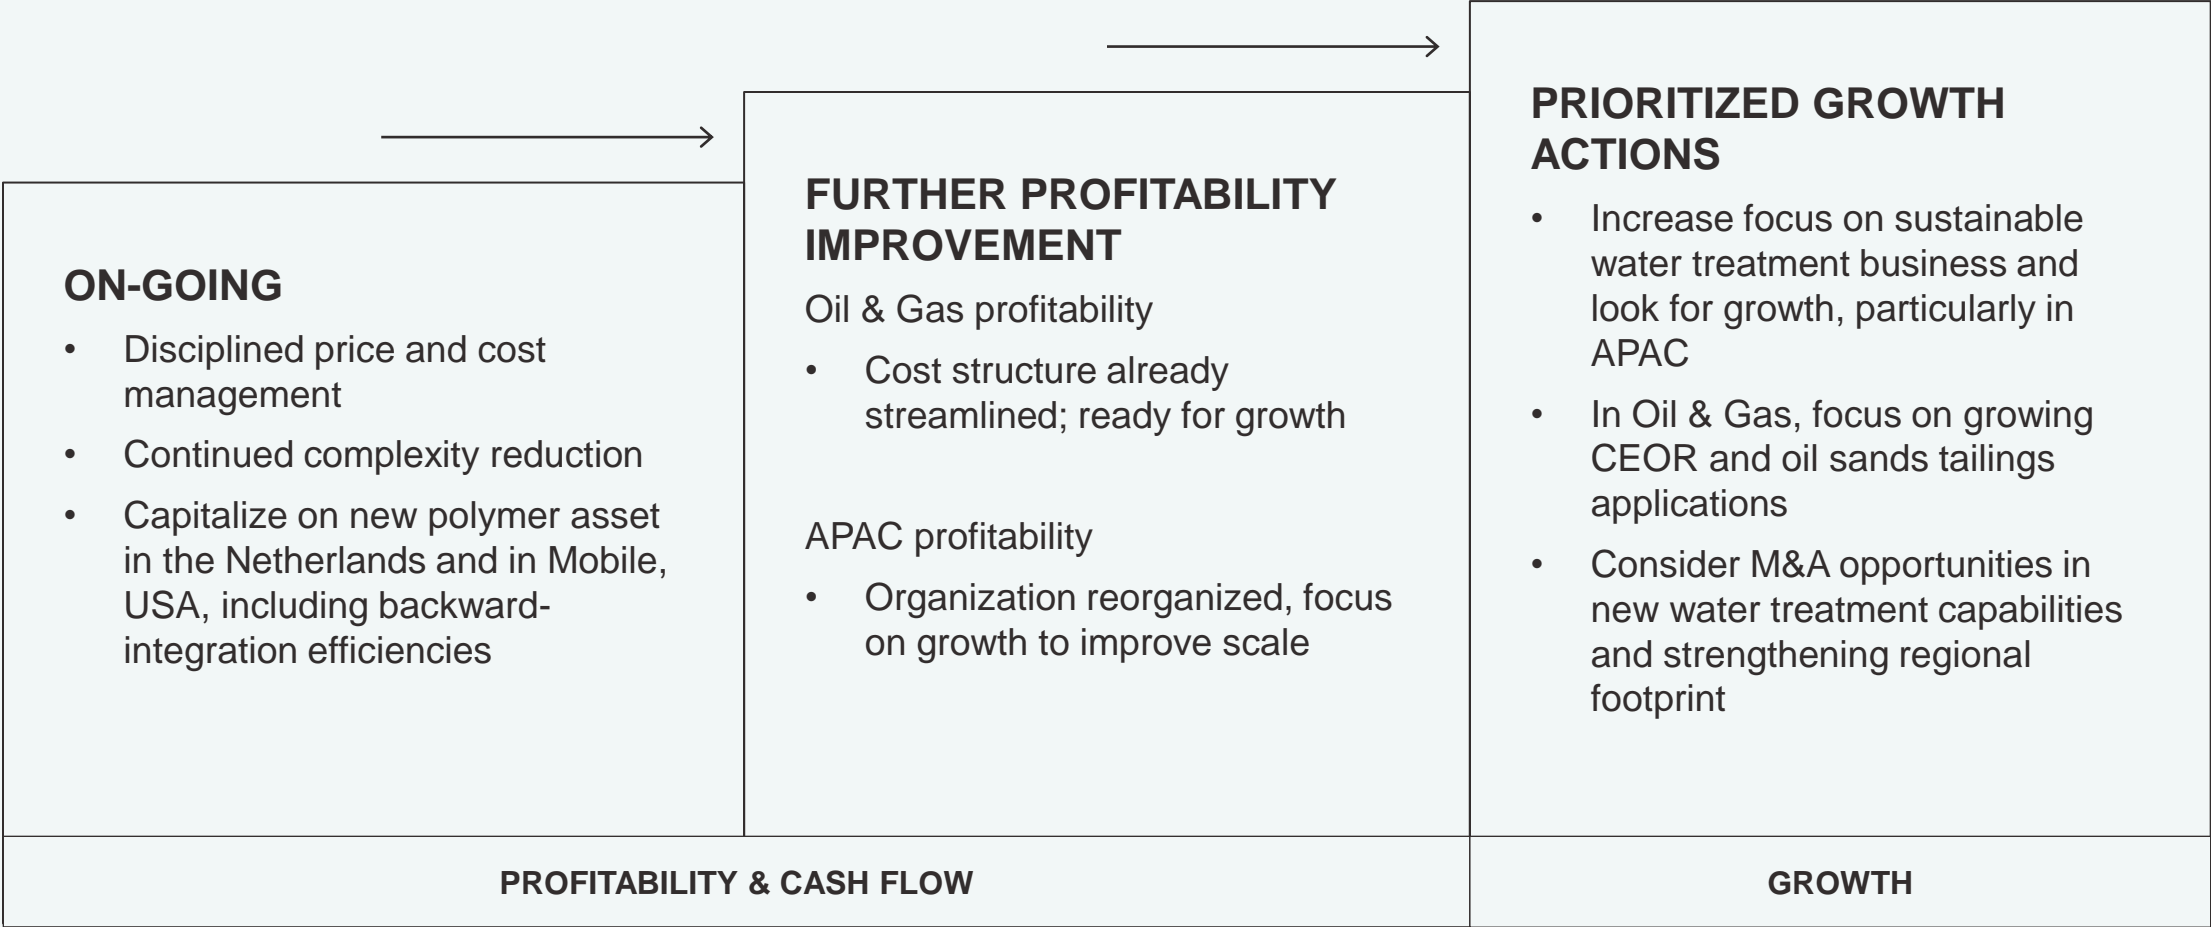 ON-GOING
• Disciplined price and cost
management
• Continued complexity reduction
• Capitalize on new polymer asset
in the Netherlands and in Mobile,
USA, including backward-
integration efficiencies
FURTHER PROFITABILITY
IMPROVEMENT
Oil & Gas profitability
• Cost structure already
streamlined; ready for growth
APAC profitability
• Organization reorganized, focus
on growth to improve scale
PRIORITIZED GROWTH
ACTIONS
• Increase focus on sustainable
water treatment business and
look for growth, particularly in
APAC
• In Oil & Gas, focus on growing
CEOR and oil sands tailings
applications
• Consider M&A opportunities in
new water treatment capabilities
and strengthening regional
footprint
PROFITABILITY & CASH FLOW
GROWTH